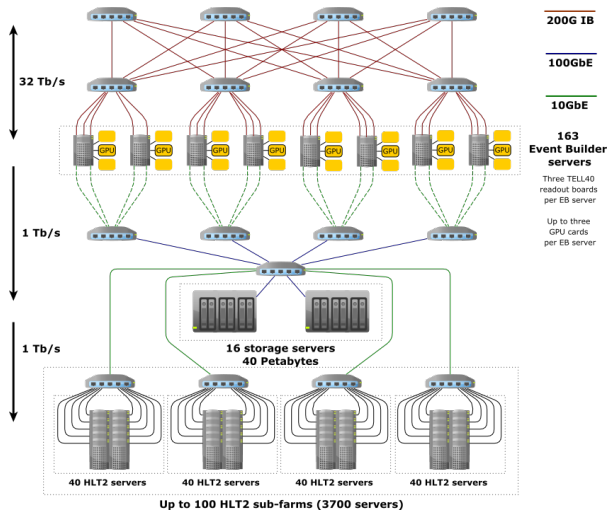 200G IB
100GbE
10GbE
32 Tb/s
GPU
GPU
GPU
GPU
GPU
GPU
GPU
GPU
163
Event Builder
servers
Three TELL40
readout boards
per EB server
Up to three
GPU cards
per EB server
1 Tb/s
16 storage servers
40 Petabytes
1 Tb/s
40 HLT2 servers
40 HLT2 servers
40 HLT2 servers
40 HLT2 servers
Up to 100 HLT2 sub-farms (3700 servers)